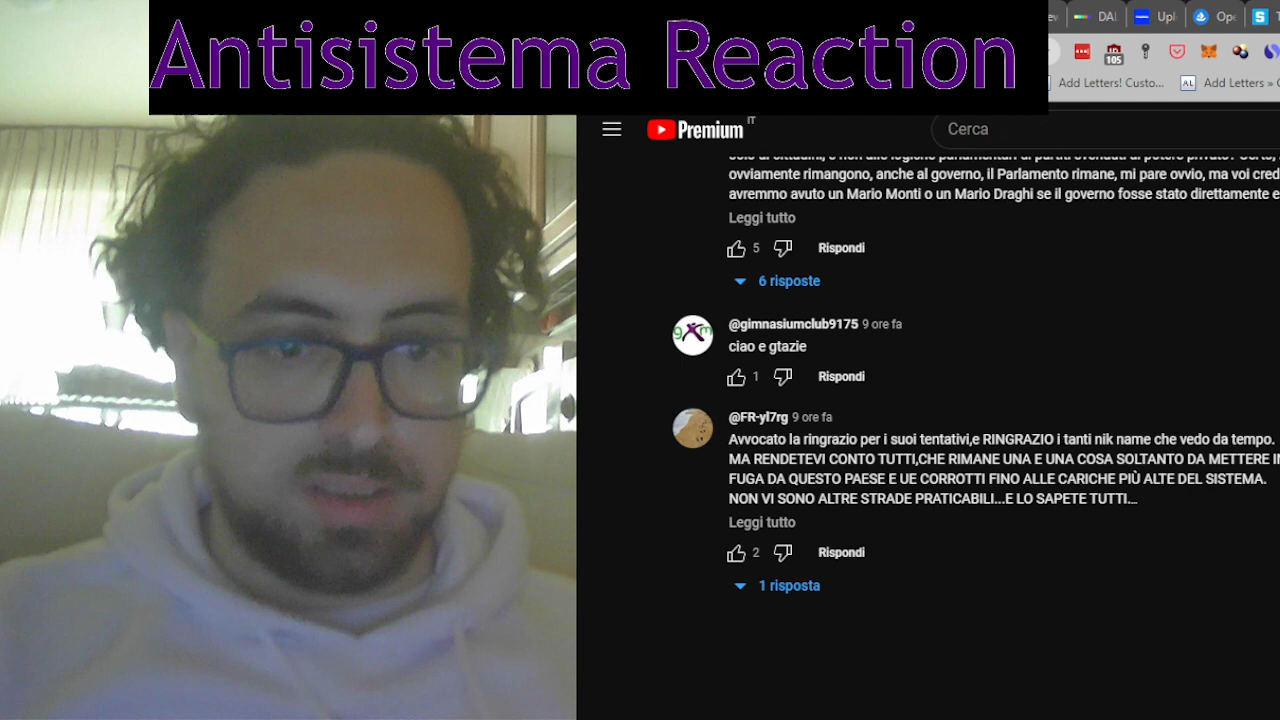 Antisistema Reaction
DAI
Upl
Ope
105
Add Letters! Custo...
AL
Add Letters »
Premium
IT
Cerca
ovviamente rimangono, anche al governo, il Parlamento rimane, mi pare ovvio, ma voi cred
avremmo avuto un Mario Monti o un Mario Draghi se il governo fosse stato direttamente e
Leggi tutto
5
Rispondi
6 risposte
@gimnasiumclub9175 9 ore fa
ciao e gtazie
1
Rispondi
@FR-yl7rg 9 ore fa
Avvocato la ringrazio per i suoi tentativi,e RINGRAZIO i tanti nik name che vedo da tempo.
MA RENDETEVI CONTO TUTTI,CHE RIMANE UNA E UNA COSA SOLTANTO DA METTERE IN
FUGA DA QUESTO PAESE E UE CORROTTI FINO ALLE CARICHE PIÙ ALTE DEL SISTEMA.
NON VI SONO ALTRE STRADE PRATICABILI...E LO SAPETE TUTTI...
Leggi tutto
2
Rispondi
1 risposta